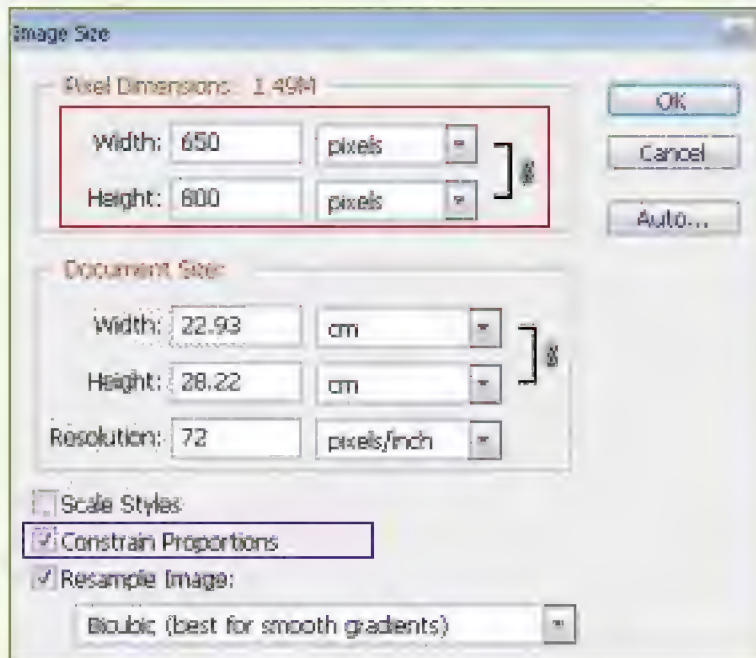 Image Size
Pixel Dimensions: 1.49M
OK
Width: 650 pixels
Cancel
Height: 800 pixels
Auto...
Document Size:
Width: 22.93 cm
Height: 28.22 cm
Resolution: 72 pixels/inch
Scale Styles
Constrain Proportions
Resample Image:
Bicubic (best for smooth gradients)